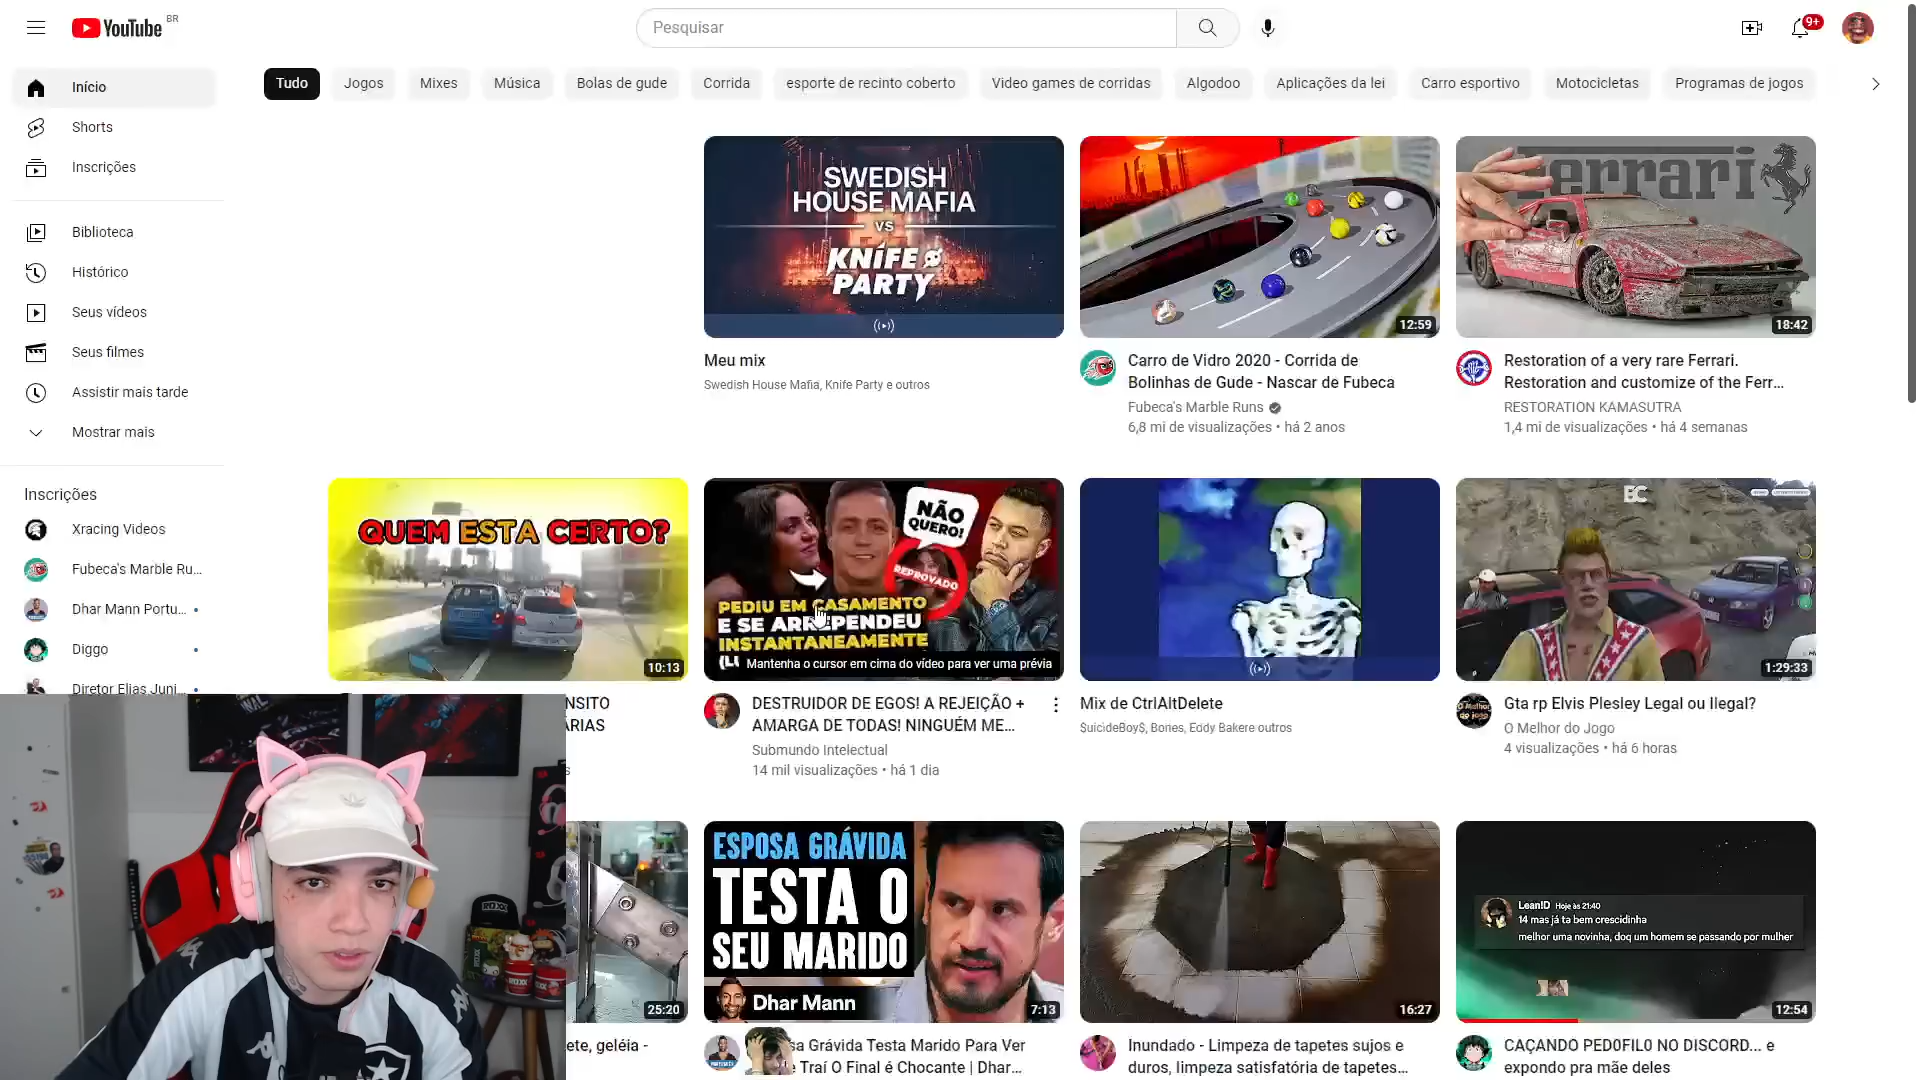 YouTube BR
Pesquisar
9+
Início
Shorts
Inscrições
Biblioteca
Histórico
Seus vídeos
Seus filmes
Assistir mais tarde
Mostrar mais
Inscrições
Xracing Videos
Fubeca's Marble Ru...
Dhar Mann Portu...
Diggo
Diretor Elias Juni...
Tudo
Jogos
Mixes
Música
Bolas de gude
Corrida
esporte de recinto coberto
Video games de corridas
Algodoo
Aplicações da lei
Carro esportivo
Motocicletas
Programas de jogos
SWEDISH
HOUSE MAFIA
VS
KNIFE
PARTY
Meu mix
Swedish House Mafia, Knife Party e outros
12:59
Carro de Vidro 2020 - Corrida de
Bolinhas de Gude - Nascar de Fubeca
Fubeca's Marble Runs
6,8 mi de visualizações • há 2 anos
Ferrari
18:42
Restoration of a very rare Ferrari.
Restoration and customize of the Ferr...
RESTORATION KAMASUTRA
1,4 mi de visualizações • há 4 semanas
QUEM ESTA CERTO?
10:13
NSITO
ÁRIAS
s
NÃO
QUERO!
REPROVADO
PEDIU EM CASAMENTO
E SE ARREPENDEU
INSTANTANEAMENTE
Mantenha o cursor em cima do vídeo para ver uma prévia
DESTRUIDOR DE EGOS! A REJEIÇÃO +
AMARGA DE TODAS! NINGUÉM ME...
Submundo Intelectual
14 mil visualizações • há 1 dia
Mix de CtrlAltDelete
$uicideBoy$, Bones, Eddy Bakere outros
BC
1:29:33
Gta rp Elvis Plesley Legal ou Ilegal?
O Melhor do Jogo
4 visualizações • há 6 horas
25:20
ete, geléia -
ESPOSA GRÁVIDA
TESTA O
SEU MARIDO
Dhar Mann
7:13
sa Grávida Testa Marido Para Ver
e Traí O Final é Chocante | Dhar...
16:27
Inundado - Limpeza de tapetes sujos e
duros, limpeza satisfatória de tapetes...
Lean!D Hoje às 21:40
14 mas já ta bem crescidinha
melhor uma novinha, doq um homem se passando por mulher
12:54
CAÇANDO PED0FIL0 NO DISCORD... e
expondo pra mãe deles